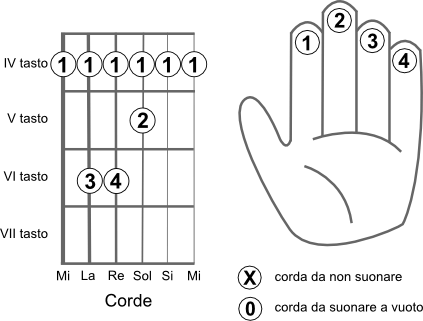 IV tasto 1 1 1 1 1 1
V tasto 2
VI tasto 3 4
VII tasto
Mi La Re Sol Si Mi
Corde
1 2 3 4
X corda da non suonare
0 corda da suonare a vuoto